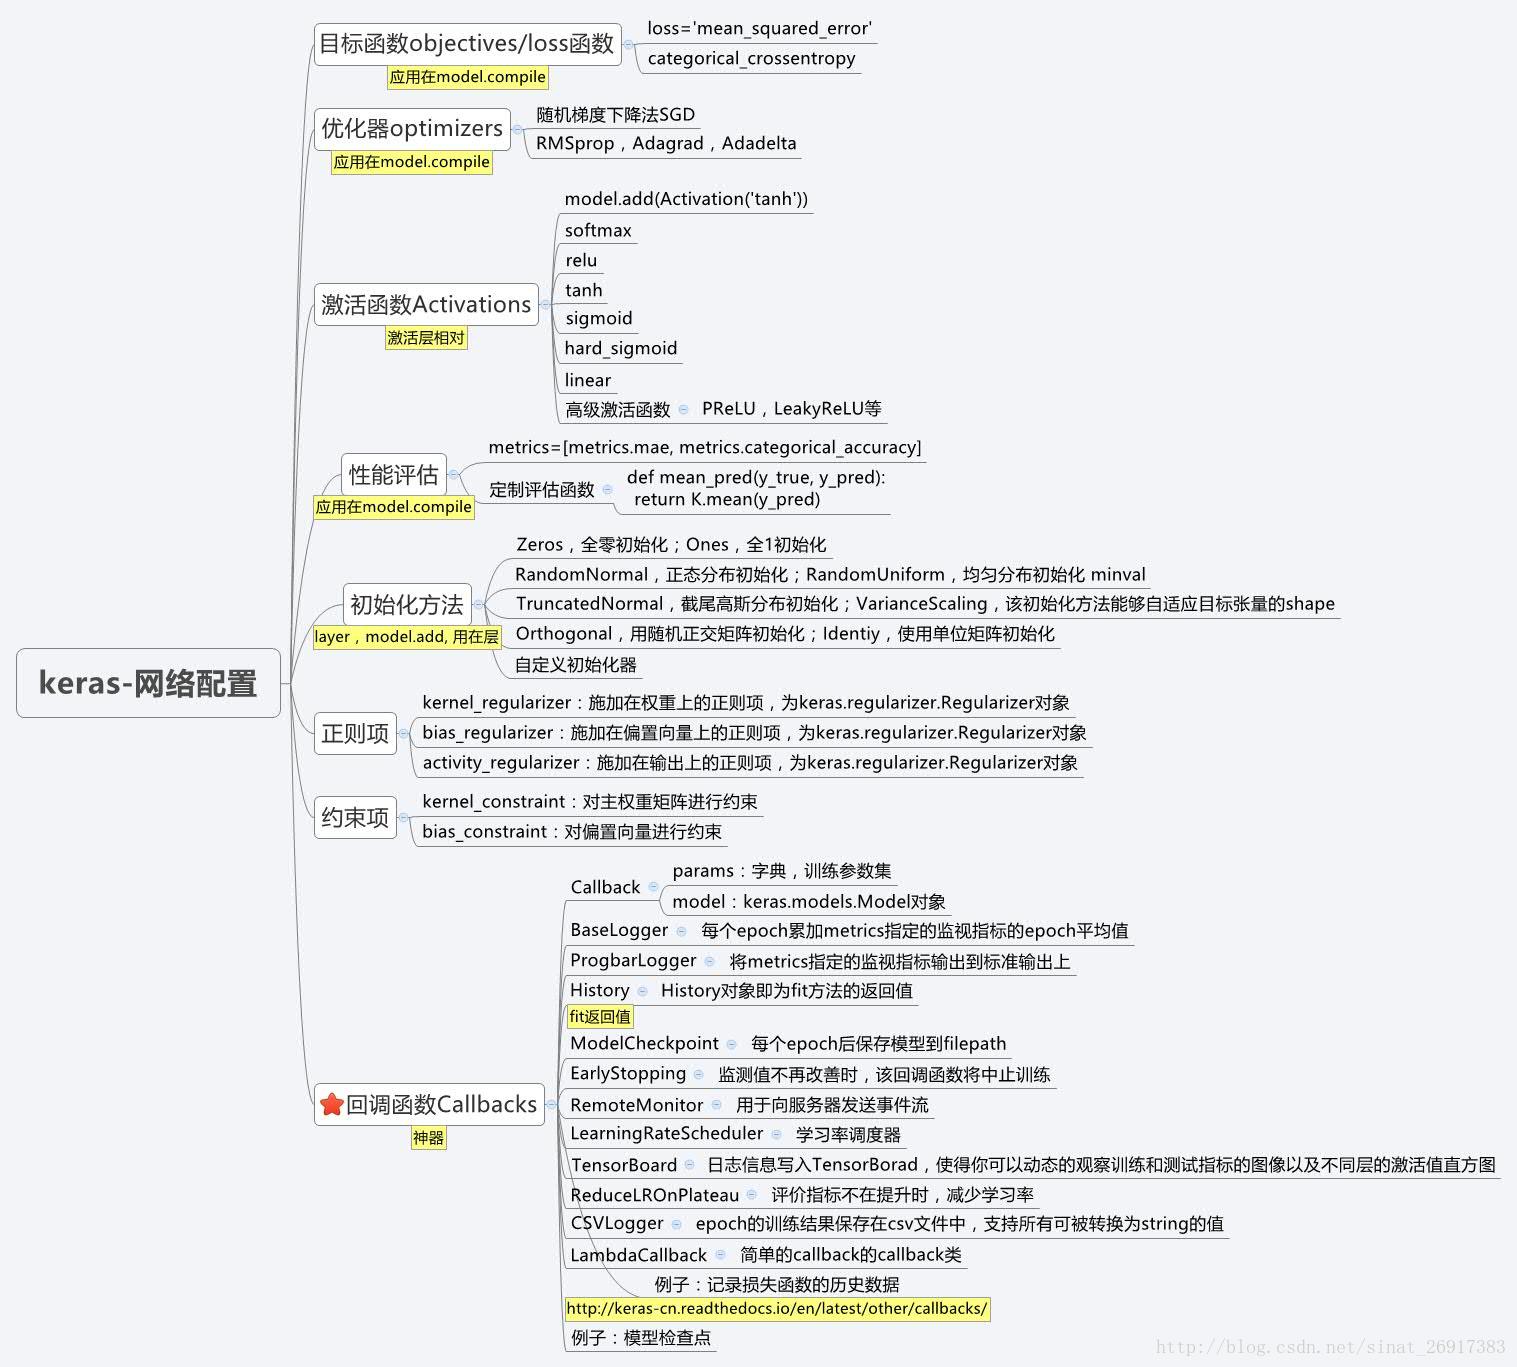 目标函数objectives/loss函数
应用在model.compile
loss='mean_squared_error'
categorical_crossentropy
优化器optimizers
应用在model.compile
随机梯度下降法SGD
RMSprop，Adagrad，Adadelta
激活函数Activations
激活层相对
model.add(Activation('tanh'))
softmax
relu
tanh
sigmoid
hard_sigmoid
linear
高级激活函数
PReLU，LeakyReLU等
性能评估
应用在model.compile
metrics=[metrics.mae, metrics.categorical_accuracy]
定制评估函数
def mean_pred(y_true, y_pred):
return K.mean(y_pred)
初始化方法
layer，model.add, 用在层
Zeros，全零初始化；Ones，全1初始化
RandomNormal，正态分布初始化；RandomUniform，均匀分布初始化 minval
TruncatedNormal，截尾高斯分布初始化；VarianceScaling，该初始化方法能够自适应目标张量的shape
Orthogonal，用随机正交矩阵初始化；Identiy，使用单位矩阵初始化
自定义初始化器
keras-网络配置
正则项
kernel_regularizer：施加在权重上的正则项，为keras.regularizer.Regularizer对象
bias_regularizer：施加在偏置向量上的正则项，为keras.regularizer.Regularizer对象
activity_regularizer：施加在输出上的正则项，为keras.regularizer.Regularizer对象
约束项
kernel_constraint：对主权重矩阵进行约束
bias_constraint：对偏置向量进行约束
回调函数Callbacks
神器
Callback
params：字典，训练参数集
model：keras.models.Model对象
BaseLogger
每个epoch累加metrics指定的监视指标的epoch平均值
ProgbarLogger
将metrics指定的监视指标输出到标准输出上
History
History对象即为fit方法的返回值
fit返回值
ModelCheckpoint
每个epoch后保存模型到filepath
EarlyStopping
监测值不再改善时，该回调函数将中止训练
RemoteMonitor
用于向服务器发送事件流
LearningRateScheduler
学习率调度器
TensorBoard
日志信息写入TensorBorad，使得你可以动态的观察训练和测试指标的图像以及不同层的激活值直方图
ReduceLROnPlateau
评价指标不在提升时，减少学习率
CSVLogger
epoch的训练结果保存在csv文件中，支持所有可被转换为string的值
LambdaCallback
简单的callback的callback类
例子：记录损失函数的历史数据
http://keras-cn.readthedocs.io/en/latest/other/callbacks/
例子：模型检查点
http://blog.csdn.net/sinat_26917383